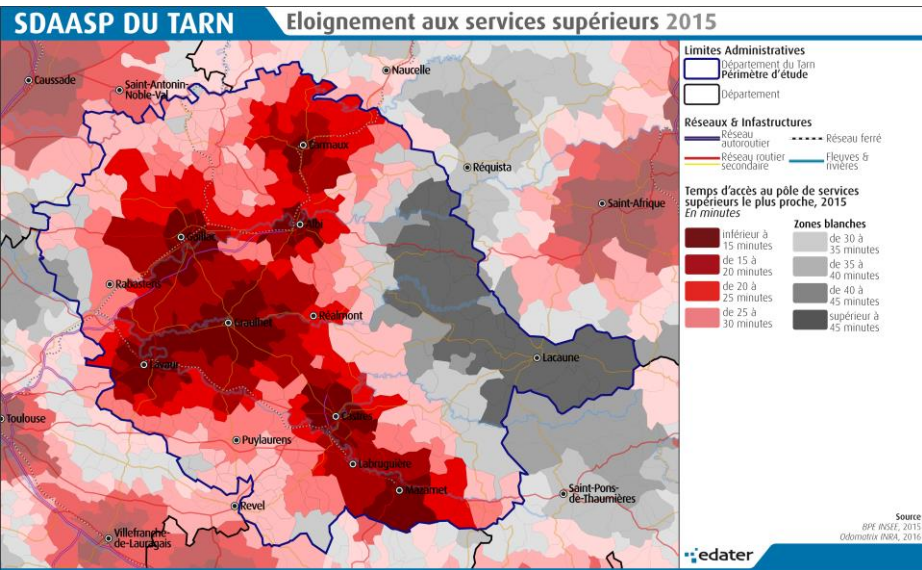 SDAASP DU TARN
Eloignement aux services supérieurs 2015
Caussade
Saint-Antonin-
Noble-Val
Naucelle
Carmaux
Réquista
Saint-Afrique
Albi
Gaillac
Rabastens
Graulhet
Réalmont
Lavaur
Lacaune
Toulouse
Castres
Puylaurens
Labruguière
Mazamet
Saint-Pons-
de-Thaumières
Revel
Villefranche-
de-Lauragais
Limites Administratives
Département du Tarn
Périmètre d'étude
Département
Réseaux & Infastructures
Réseau
autoroutier
Réseau ferré
Réseau routier
secondaire
Fleuves &
rivières
Temps d'accès au pôle de services
supérieurs le plus proche, 2015
En minutes
inférieur à
15 minutes
de 15 à
20 minutes
de 20 à
25 minutes
de 25 à
30 minutes
Zones blanches
de 30 à
35 minutes
de 35 à
40 minutes
de 40 à
45 minutes
supérieur à
45 minutes
Source
BPE INSEE, 2015
Odomatrix INRA, 2016
edater